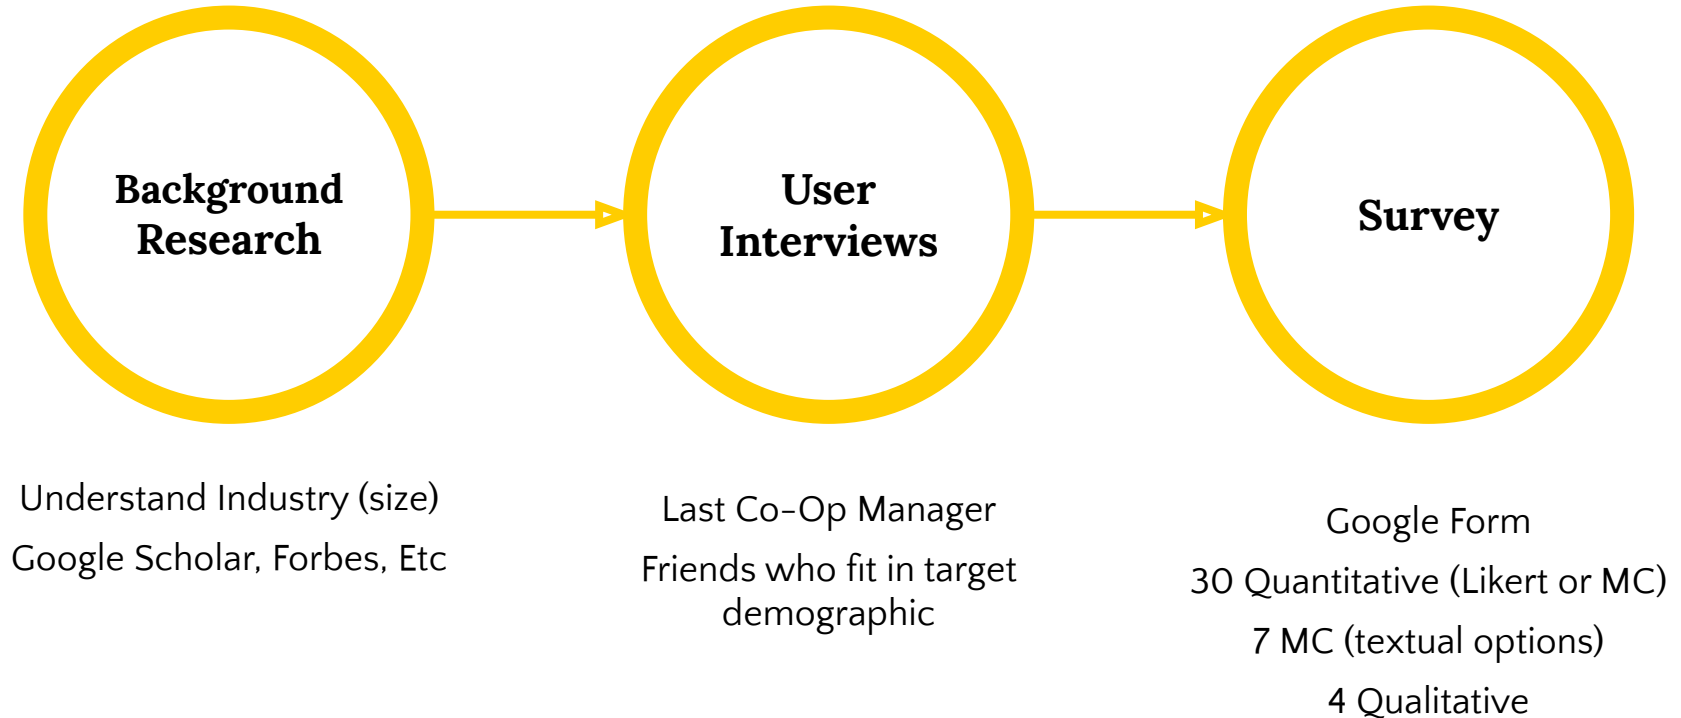 Background
Research
User
Interviews
Survey
Understand Industry (size)
Google Scholar, Forbes, Etc
Last Co-Op Manager
Friends who fit in target
demographic
Google Form
30 Quantitative (Likert or MC)
7 MC (textual options)
4 Qualitative